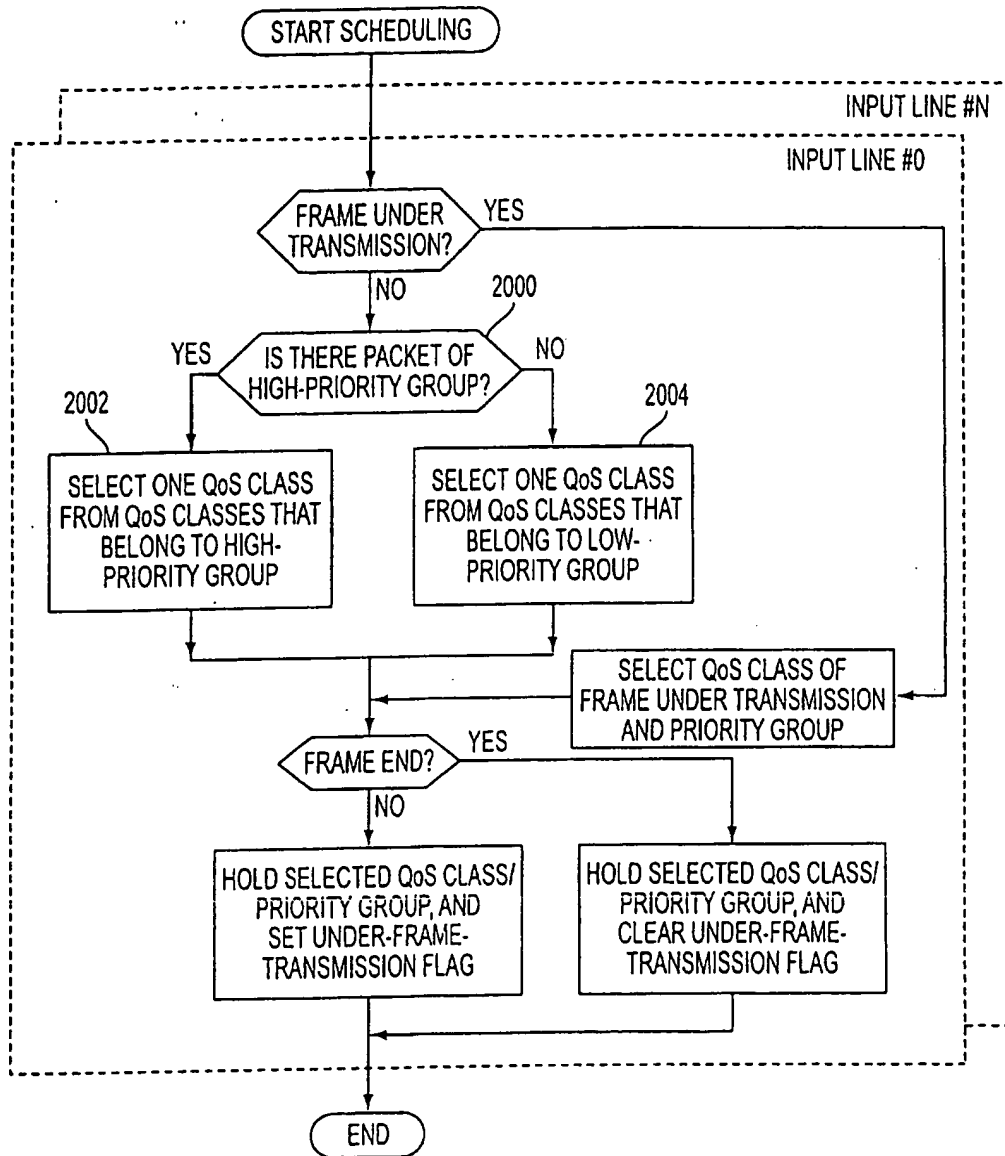 START SCHEDULING
INPUT LINE #N
INPUT LINE #0
FRAME UNDER
TRANSMISSION?
YES
NO
2000
IS THERE PACKET OF
HIGH-PRIORITY GROUP?
YES
NO
2002
2004
SELECT ONE QoS CLASS
FROM QoS CLASSES THAT
BELONG TO HIGH-
PRIORITY GROUP
SELECT ONE QoS CLASS
FROM QoS CLASSES THAT
BELONG TO LOW-
PRIORITY GROUP
SELECT QoS CLASS OF
FRAME UNDER TRANSMISSION
AND PRIORITY GROUP
FRAME END?
YES
NO
HOLD SELECTED QoS CLASS/
PRIORITY GROUP, AND
SET UNDER-FRAME-
TRANSMISSION FLAG
HOLD SELECTED QoS CLASS/
PRIORITY GROUP, AND
CLEAR UNDER-FRAME-
TRANSMISSION FLAG
END